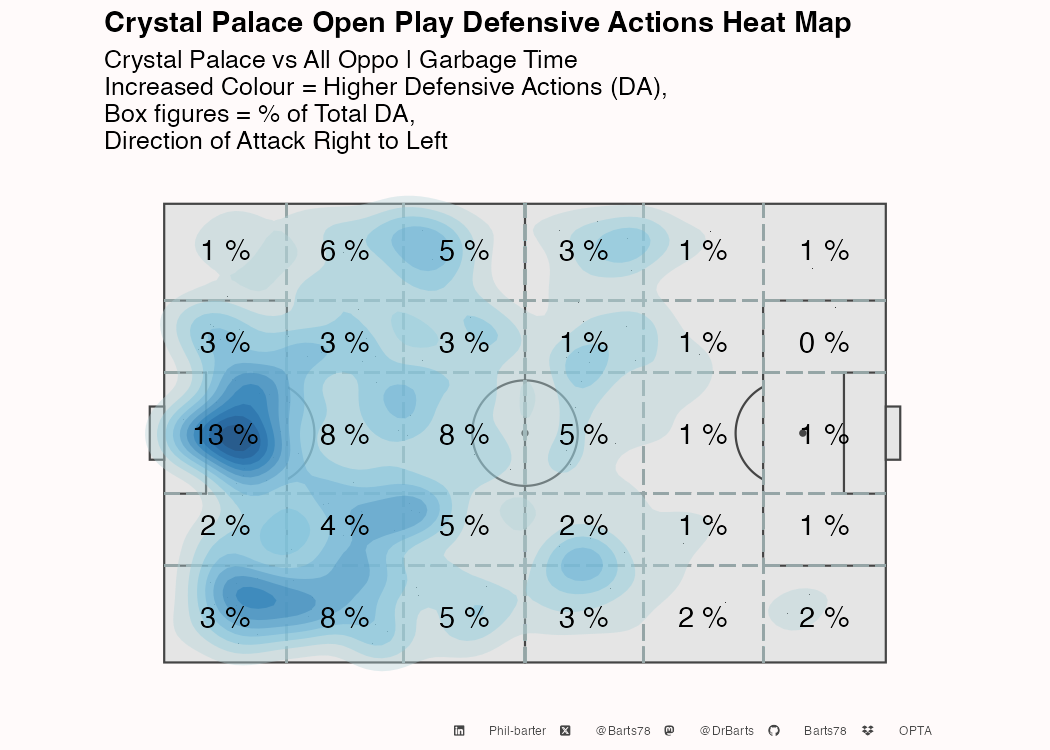 Crystal Palace Open Play Defensive Actions Heat Map
Crystal Palace vs All Oppo | Garbage Time
Increased Colour = Higher Defensive Actions (DA),
Box figures = % of Total DA,
Direction of Attack Right to Left
1 % 6 % 5 % 3 % 1 % 1 %
3 % 3 % 3 % 1 % 1 % 0 %
13 % 8 % 8 % 5 % 1 % 1 %
2 % 4 % 5 % 2 % 1 % 1 %
3 % 8 % 5 % 3 % 2 % 2 %
Phil-barter @Barts78 @DrBarts Barts78 OPTA